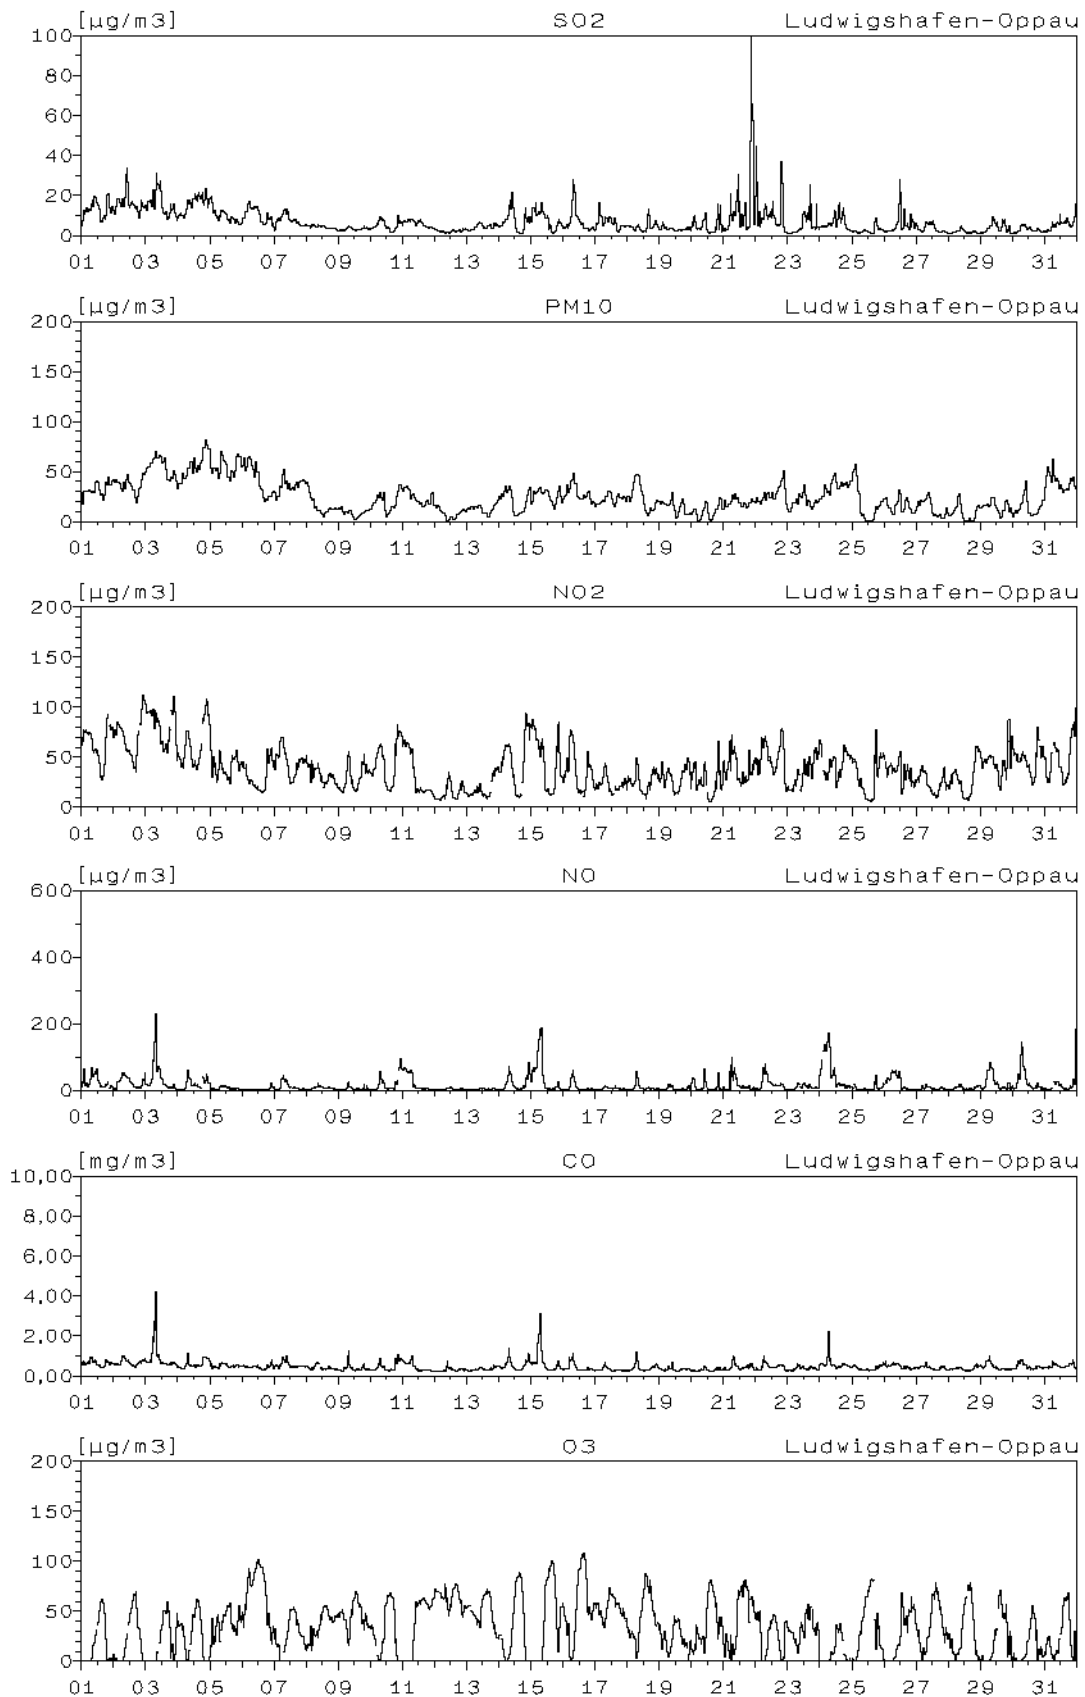 [µg/m3] SO2 Ludwigshafen-Oppau
100
80
60
40
20
0
01 03 05 07 09 11 13 15 17 19 21 23 25 27 29 31
[µg/m3] PM10 Ludwigshafen-Oppau
200
150
100
50
0
01 03 05 07 09 11 13 15 17 19 21 23 25 27 29 31
[µg/m3] NO2 Ludwigshafen-Oppau
200
150
100
50
0
01 03 05 07 09 11 13 15 17 19 21 23 25 27 29 31
[µg/m3] NO Ludwigshafen-Oppau
600
400
200
0
01 03 05 07 09 11 13 15 17 19 21 23 25 27 29 31
[mg/m3] CO Ludwigshafen-Oppau
10,00
8,00
6,00
4,00
2,00
0,00
01 03 05 07 09 11 13 15 17 19 21 23 25 27 29 31
[µg/m3] O3 Ludwigshafen-Oppau
200
150
100
50
0
01 03 05 07 09 11 13 15 17 19 21 23 25 27 29 31